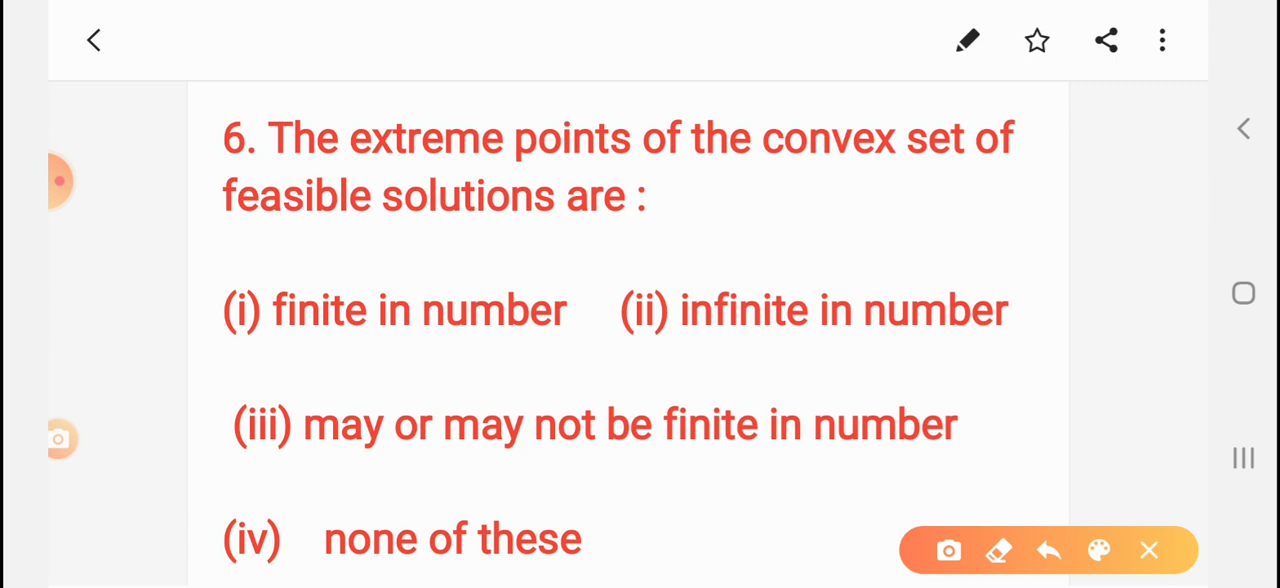 6. The extreme points of the convex set of
feasible solutions are :
(i) finite in number (ii) infinite in number
(iii) may or may not be finite in number
(iv) none of these